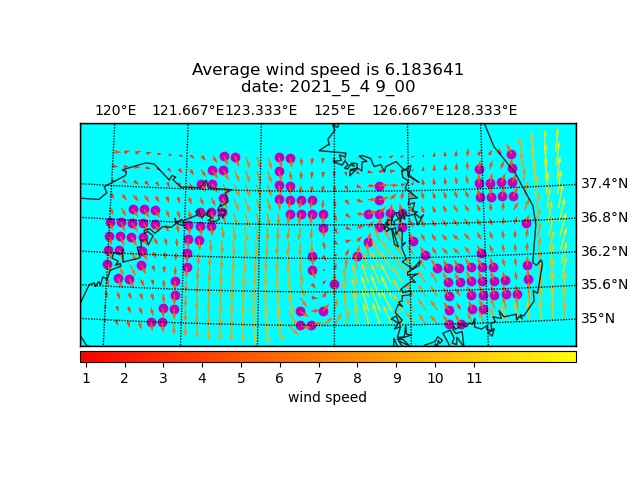 Average wind speed is 6.183641
date: 2021_5_4 9_00
120°E 121.667°E 123.333°E 125°E 126.667°E 128.333°E
37.4°N
36.8°N
36.2°N
35.6°N
35°N
1 2 3 4 5 6 7 8 9 10 11
wind speed